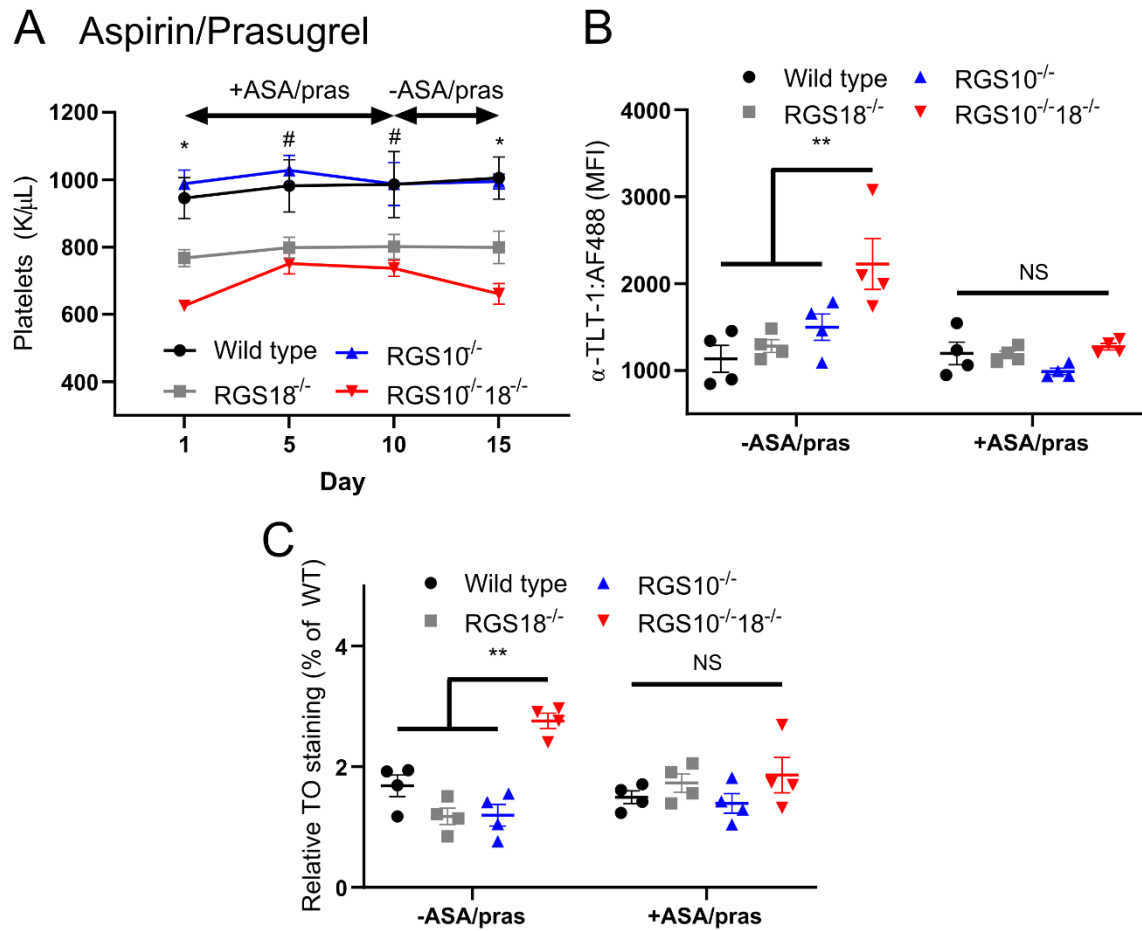 A Aspirin/Prasugrel
+ASA/pras -ASA/pras
1200
1000
800
600
400
Platelets (K/μL)
* # # *
Wild type RGS10-/-
RGS18-/- RGS10-/-18-/-
1 5 10 15
Day
B
Wild type RGS10-/-
RGS18-/- RGS10-/-18-/-
4000
3000
2000
1000
α-TLT-1:AF488 (MFI)
**
NS
-ASA/pras +ASA/pras
C
Wild type RGS10-/-
RGS18-/- RGS10-/-18-/-
4
2
0
Relative TO staining (% of WT)
**
NS
-ASA/pras +ASA/pras